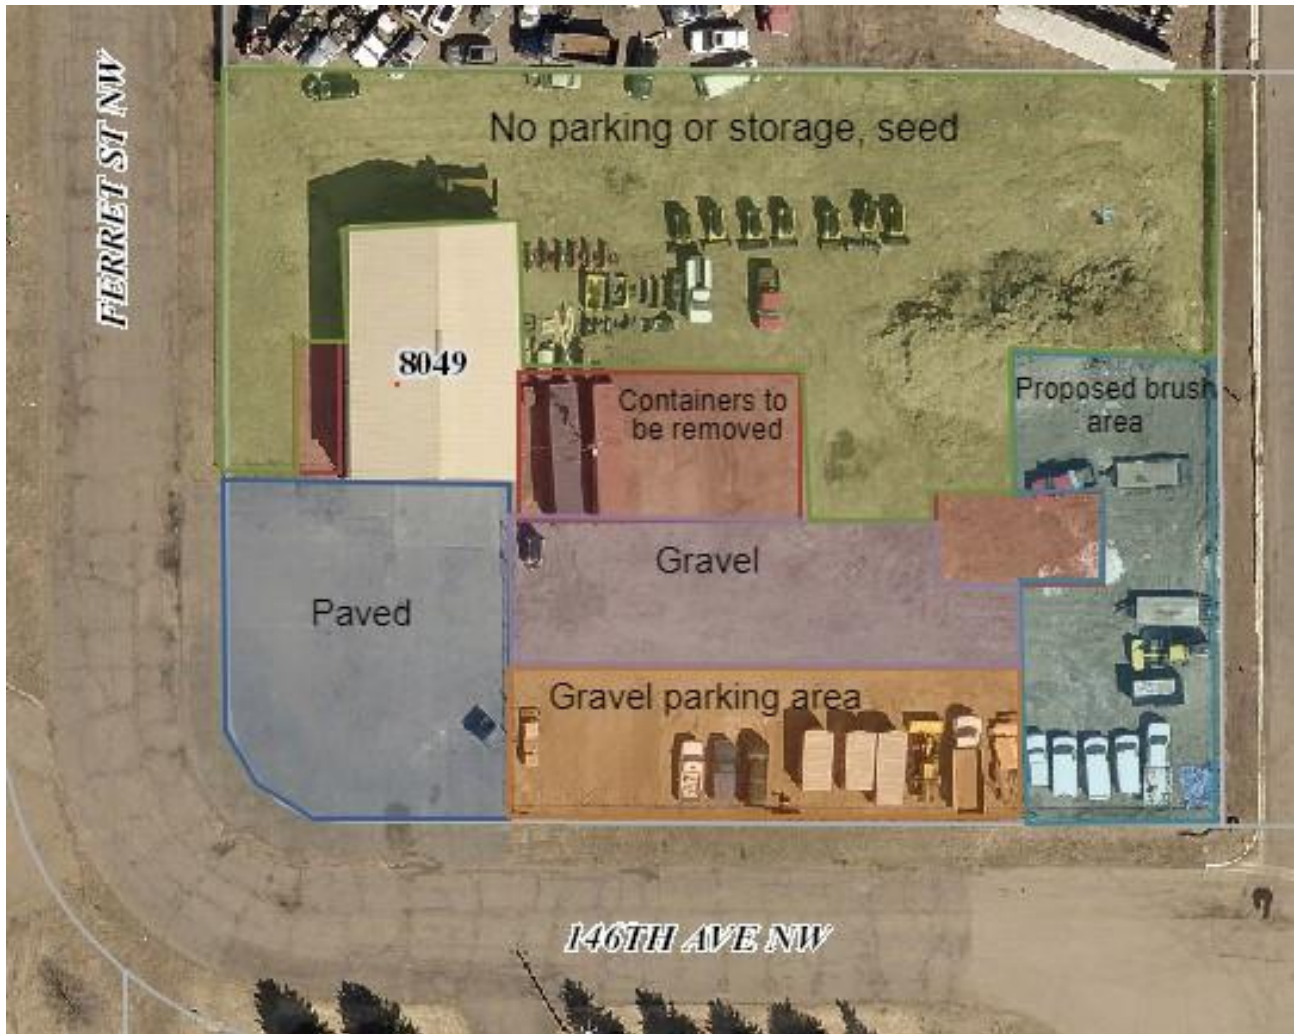 FERRET ST NW
No parking or storage, seed
8049
Containers to
be removed
Proposed brush
area
Gravel
Paved
Gravel parking area
146TH AVE NW